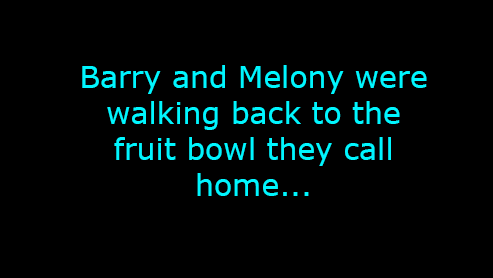 Barry and Melony were
walking back to the
fruit bowl they call
home...